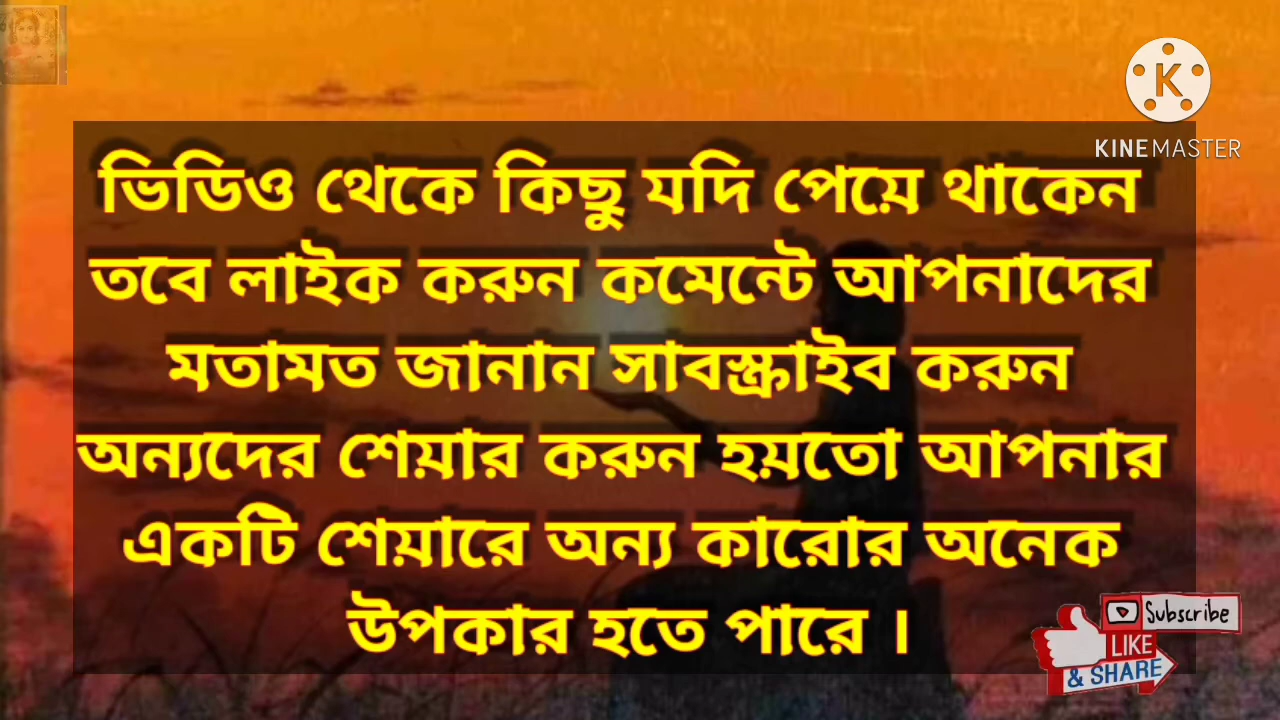 KINEMASTER
ভিডিও থেকে কিছু যদি পেয়ে থাকেন
তবে লাইক করুন কমেন্টে আপনাদের
মতামত জানান সাবস্ক্রাইব করুন
অন্যদের শেয়ার করুন হয়তো আপনার
একটি শেয়ারে অন্য কারোর অনেক
উপকার হতে পারে ।
Subscribe
LIKE
& SHARE